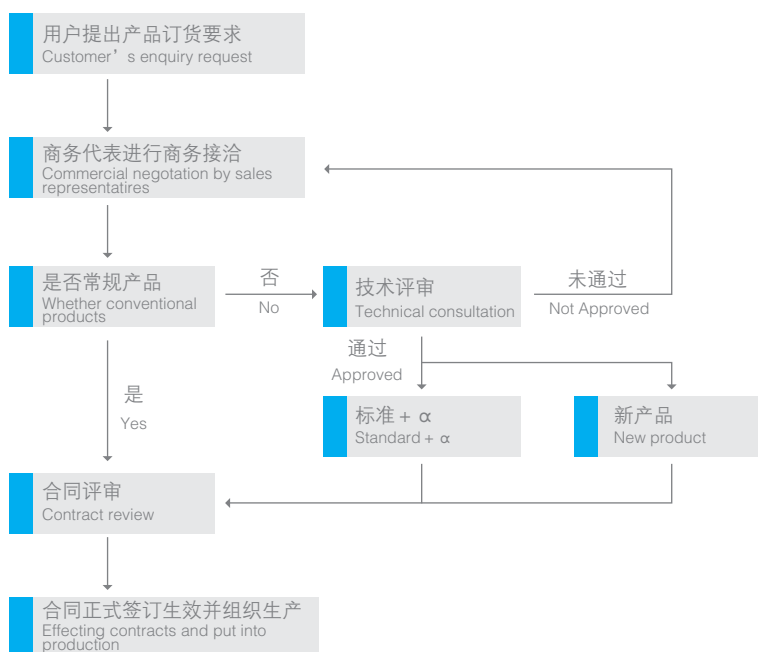 用户提出产品订货要求
Customer’s enquiry request
商务代表进行商务接洽
Commercial negotation by sales
representatires
是否常规产品
Whether conventional
products
否
No
技术评审
Technical consultation
未通过
Not Approved
通过
Approved
是
Yes
标准 + α
Standard + α
新产品
New product
合同评审
Contract review
合同正式签订生效并组织生产
Effecting contracts and put into
production